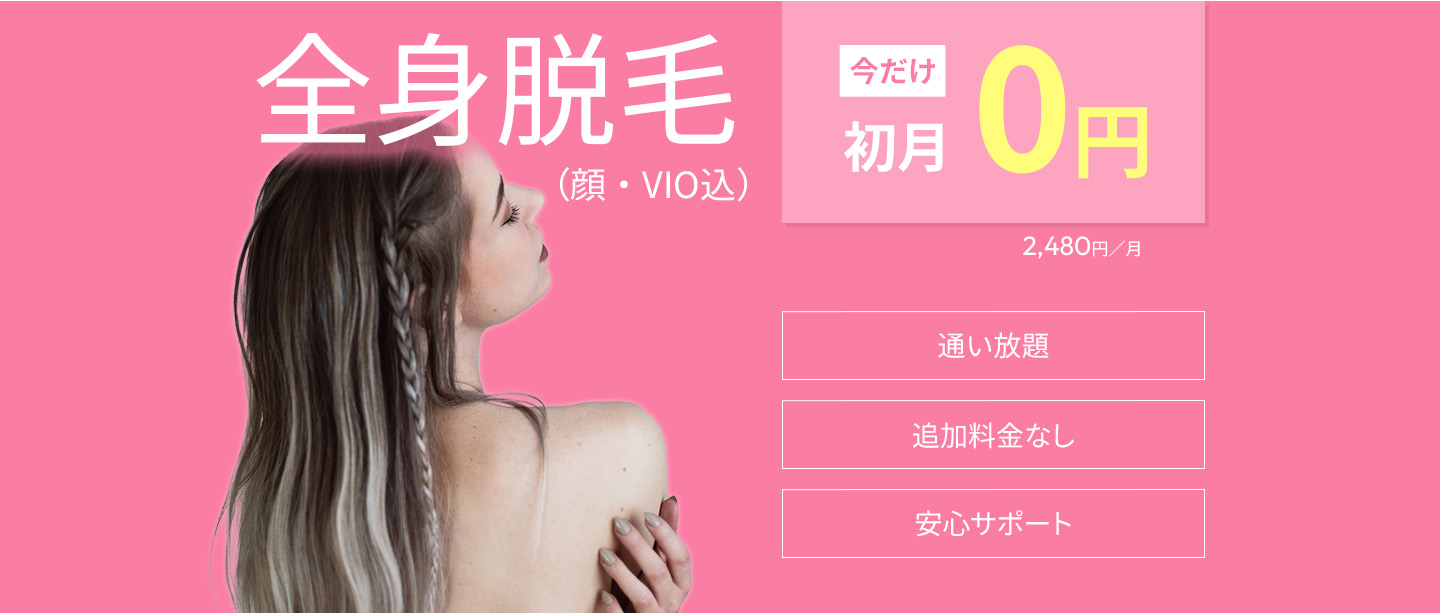 全身脱毛
（顔・VIO込）
今だけ
初月 0円
2,480円／月
通い放題
追加料金なし
安心サポート